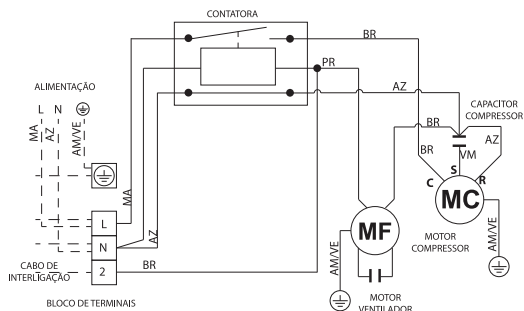 CONTATORA
BR
PR
ALIMENTAÇÃO
L N
MA
AZ
AM/VE
AZ
CAPACITOR
COMPRESSOR
BR
BR
VM
AZ
S
C
R
MC
MOTOR
COMPRESSOR
AM/VE
MA
AZ
L
N
2
BR
CABO DE
INTERLIGAÇÃO
BLOCO DE TERMINAIS
MF
AM/VE
MOTOR
VENTILADOR